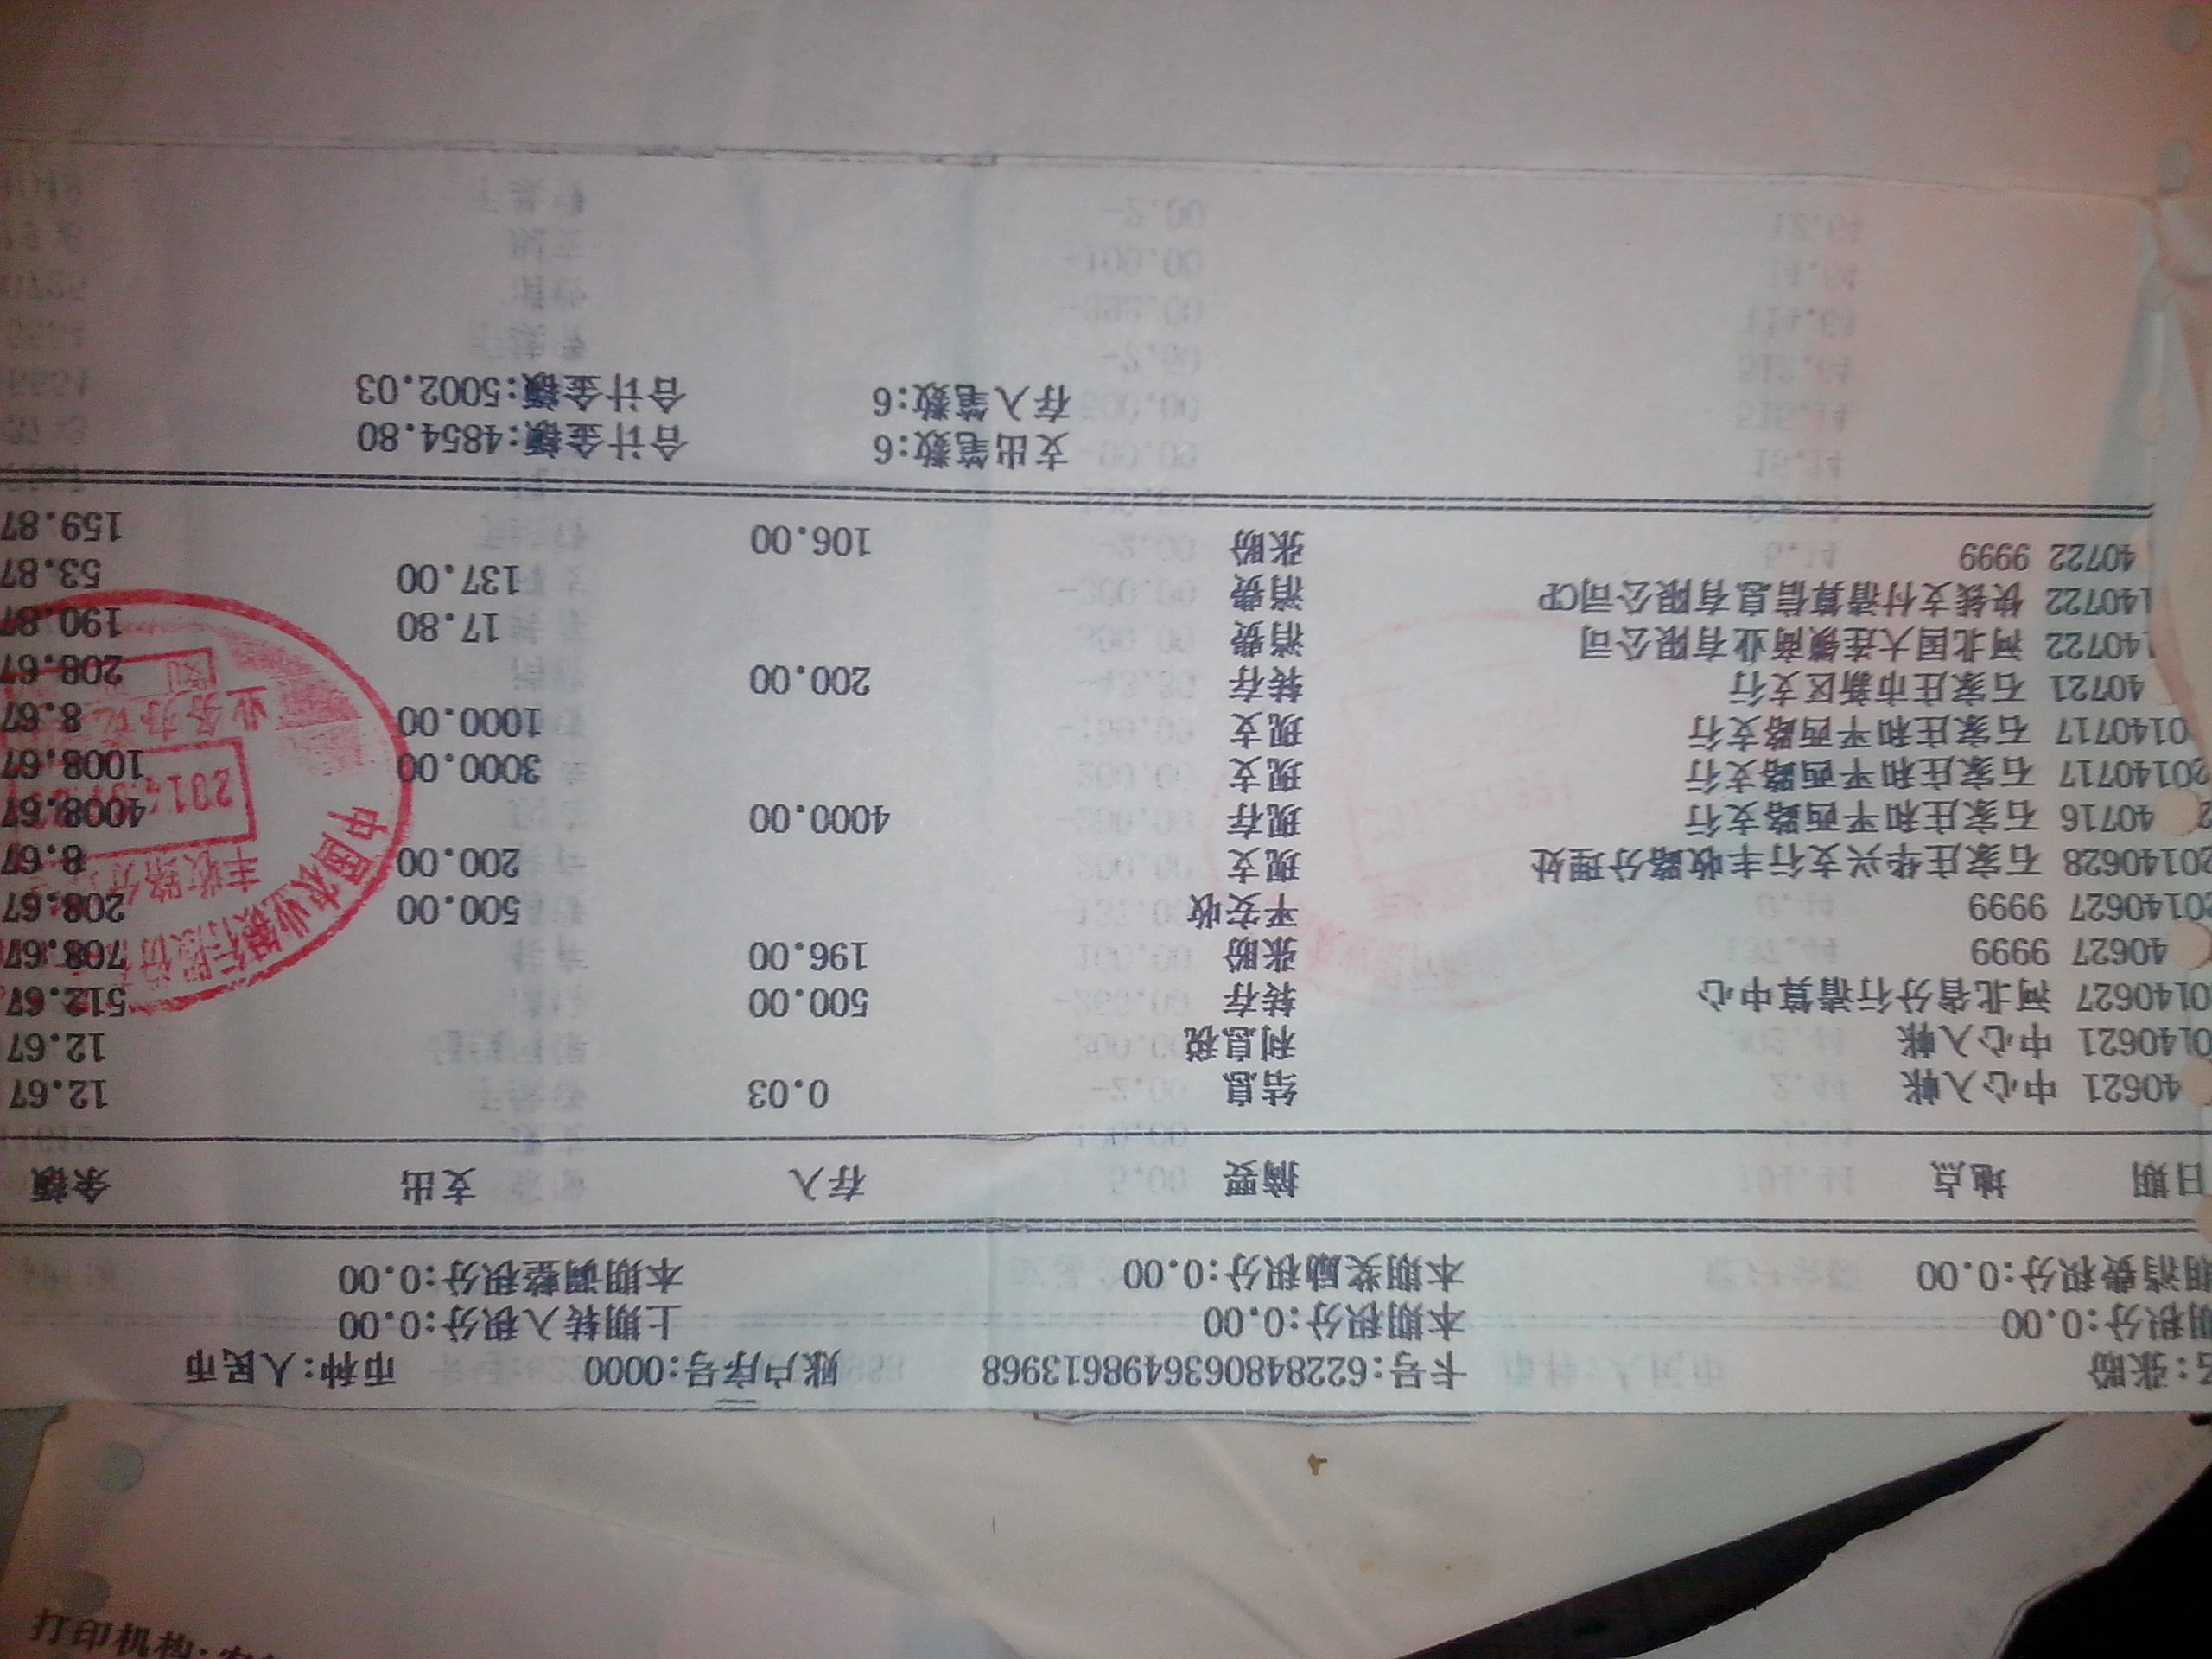 名:张盼 卡号:6228480636498613968 账户序号:0000 币种:人民币
期积分:0.00 本期积分:0.00 上期转入积分:0.00
期消费积分:0.00 本期奖励积分:0.00 本期调整积分:0.00
日期 地点 摘要 存入 支出 余额
40621 中心入帐 结息 0.03 12.67
0140621 中心入帐 利息税 12.67
0140627 河北省分行清算中心 转存 500.00 512.67
40627 9999 张盼 196.00 708.67
20140627 9999 平安收 500.00 208.67
20140628 石家庄华兴支行丰收路分理处 现支 200.00 8.67
2 40716 石家庄和平西路支行 现存 4000.00 4008.67
20140717 石家庄和平西路支行 现支 3000.00 1008.67
0140717 石家庄和平西路支行 现支 1000.00 8.67
40721 石家庄市新区支行 转存 200.00 208.67
140722 河北国大连锁商业有限公司 消费 17.80 190.87
140722 快钱支付清算信息有限公司CP 消费 137.00 53.87
40722 9999 张盼 106.00 159.87
支出笔数:6 合计金额:4854.80
存入笔数:6 合计金额:5002.03
中国农业银行股份
丰收路分
2014
业务办讫
打印机构:农